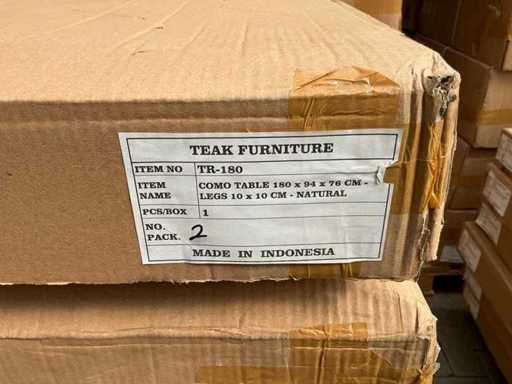 TEAK FURNITURE
ITEM NO TR-180
ITEM NAME COMO TABLE 180 x 94 x 76 CM -
LEGS 10 x 10 CM - NATURAL
PCS/BOX 1
NO. PACK. 2
MADE IN INDONESIA